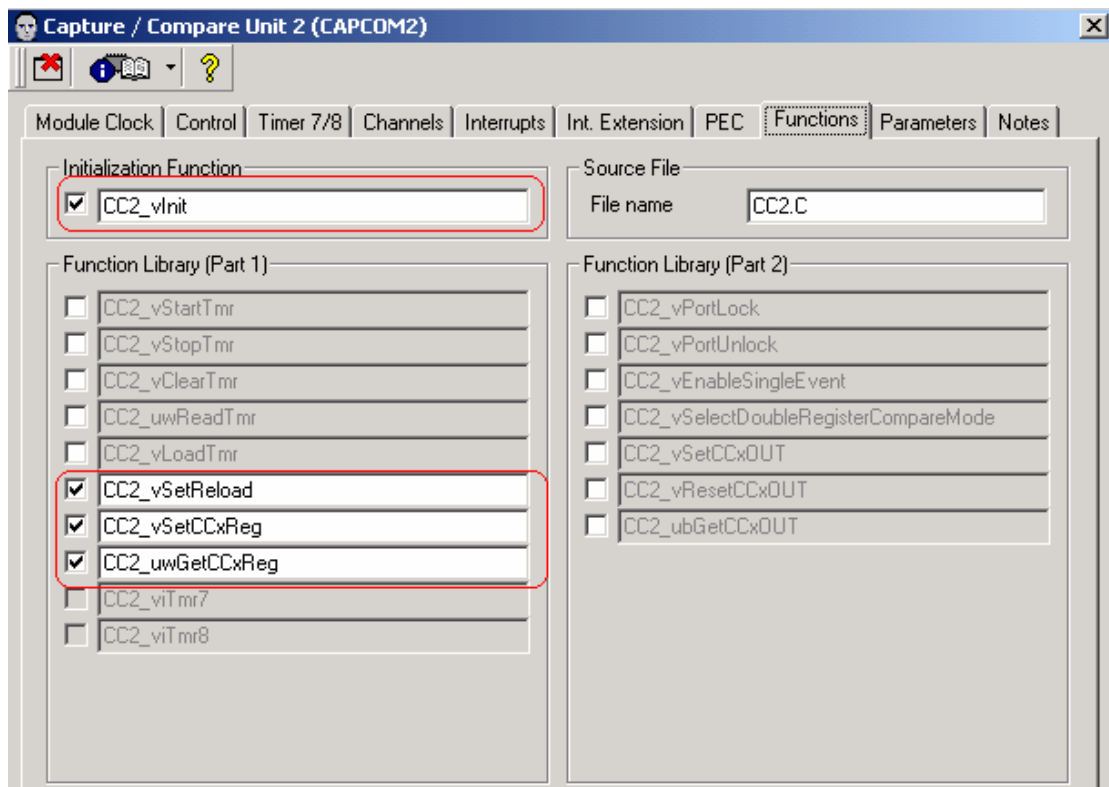 Capture / Compare Unit 2 (CAPCOM2)
Module Clock Control Timer 7/8 Channels Interrupts Int. Extension PEC Functions Parameters Notes
Initialization Function
CC2_vInit
Source File
File name CC2.C
Function Library (Part 1)
CC2_vStartTmr
CC2_vStopTmr
CC2_vClearTmr
CC2_uwReadTmr
CC2_vLoadTmr
CC2_vSetReload
CC2_vSetCCxReg
CC2_uwGetCCxReg
CC2_viTmr7
CC2_viTmr8
Function Library (Part 2)
CC2_vPortLock
CC2_vPortUnlock
CC2_vEnableSingleEvent
CC2_vSelectDoubleRegisterCompareMode
CC2_vSetCCxOUT
CC2_vResetCCxOUT
CC2_ubGetCCxOUT